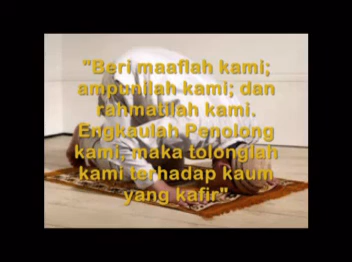 "Beri maaflah kami;
ampunilah kami; dan
rahmatilah kami.
Engkaulah Penolong
kami, maka tolonglah
kami terhadap kaum
yang kafir"